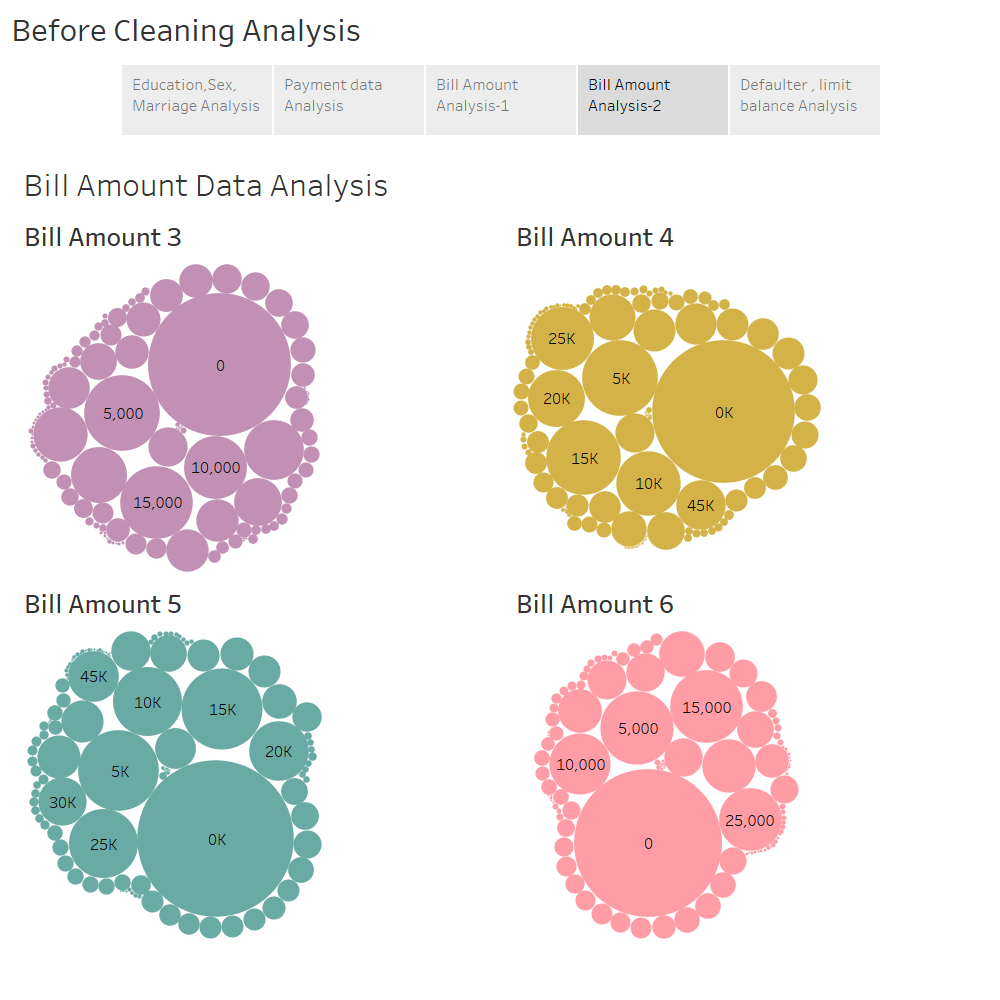 Before Cleaning Analysis
Education,Sex,
Marriage Analysis
Payment data
Analysis
Bill Amount
Analysis-1
Bill Amount
Analysis-2
Defaulter , limit
balance Analysis
Bill Amount Data Analysis
Bill Amount 3
0
5,000
10,000
15,000
Bill Amount 4
25K
5K
20K
0K
15K
10K
45K
Bill Amount 5
45K
10K
15K
20K
5K
30K
0K
25K
Bill Amount 6
15,000
5,000
10,000
25,000
0